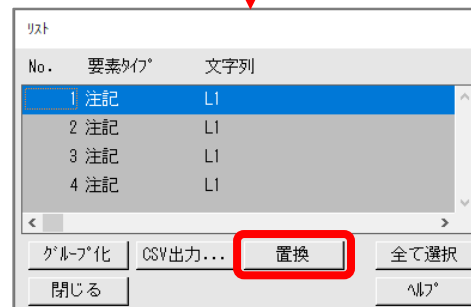 リスト
No. 要素ﾀｲﾌﾟ 文字列
1 注記 L1
2 注記 L1
3 注記 L1
4 注記 L1
ｸﾞﾙｰﾌﾟ化 CSV出力... 置換 全て選択
閉じる ﾍﾙﾌﾟ